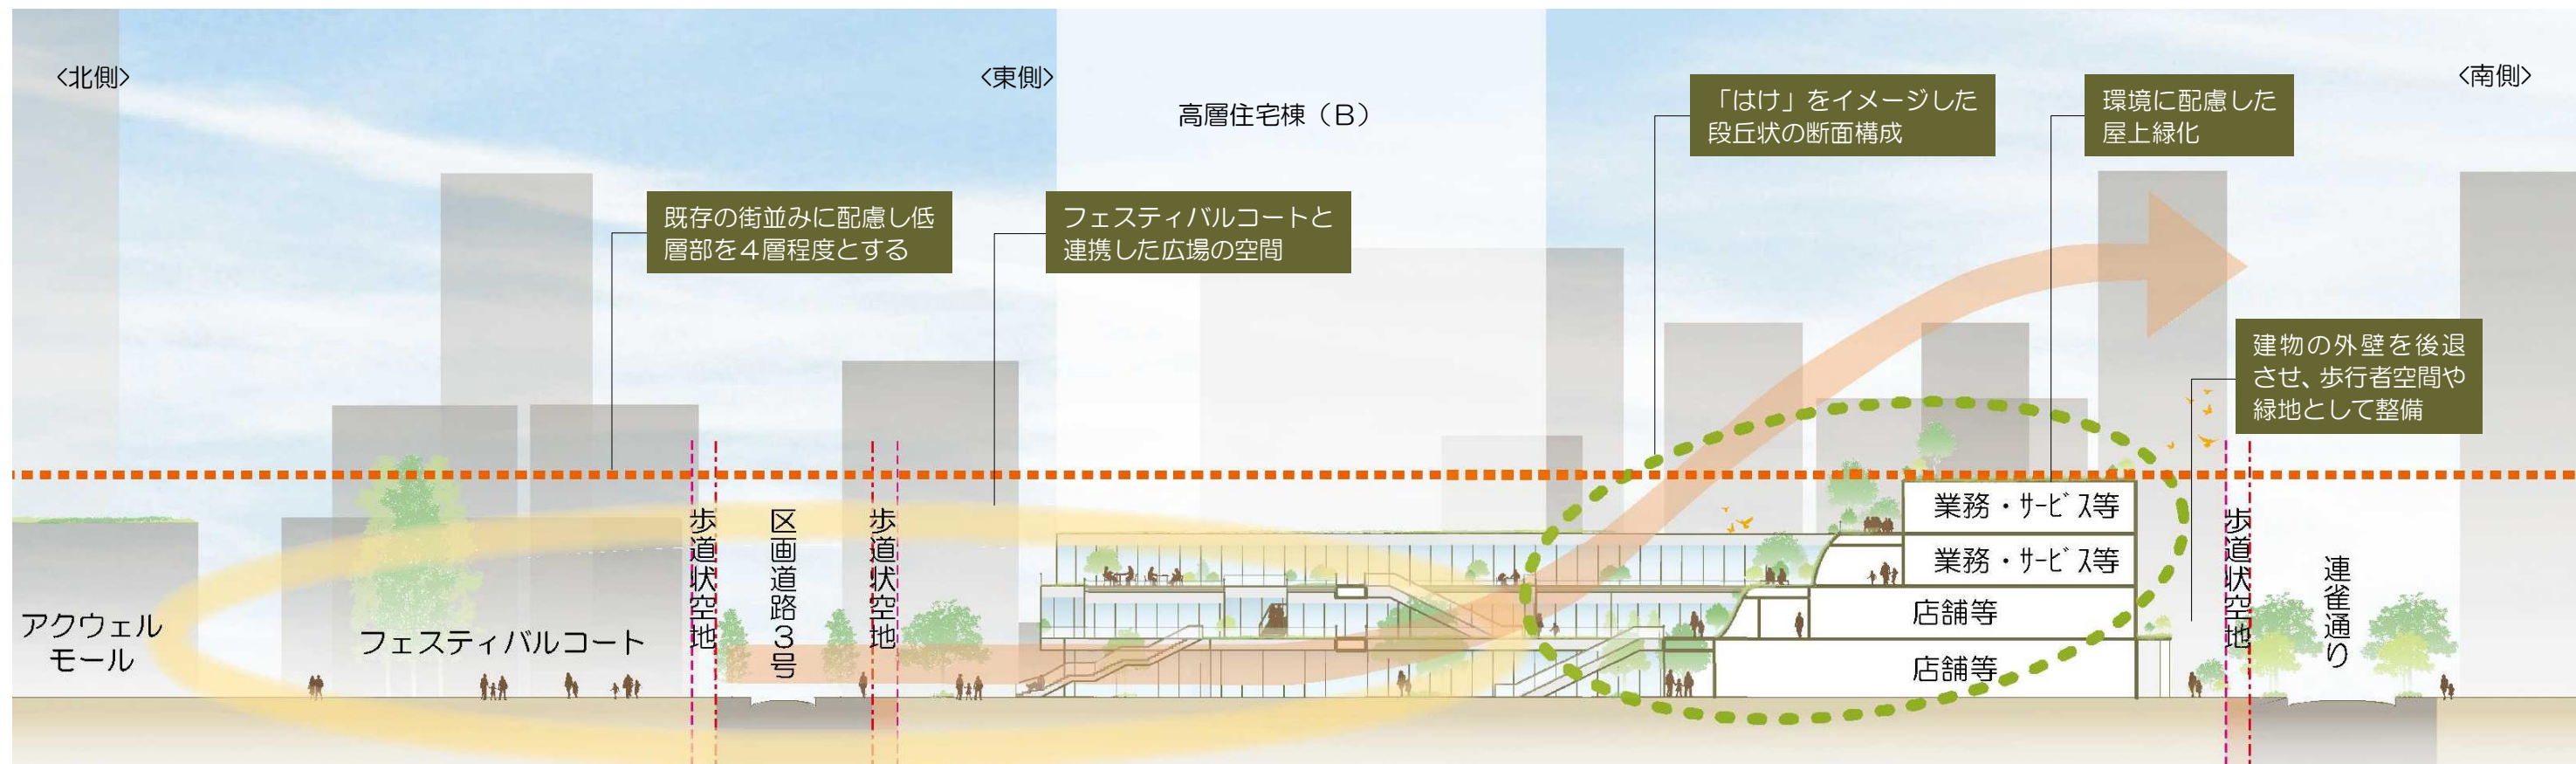 〈北側〉
〈東側〉
〈南側〉
高層住宅棟（B）
「はけ」をイメージした
段丘状の断面構成
環境に配慮した
屋上緑化
既存の街並みに配慮し低
層部を４層程度とする
フェスティバルコートと
連携した広場の空間
建物の外壁を後退
させ、歩行者空間や
緑地として整備
アクウェル
モール
フェスティバルコート
歩道状空地
区画道路３号
歩道状空地
業務・ｻｰﾋﾞｽ等
業務・ｻｰﾋﾞｽ等
店舗等
店舗等
歩道状空地
連雀通り